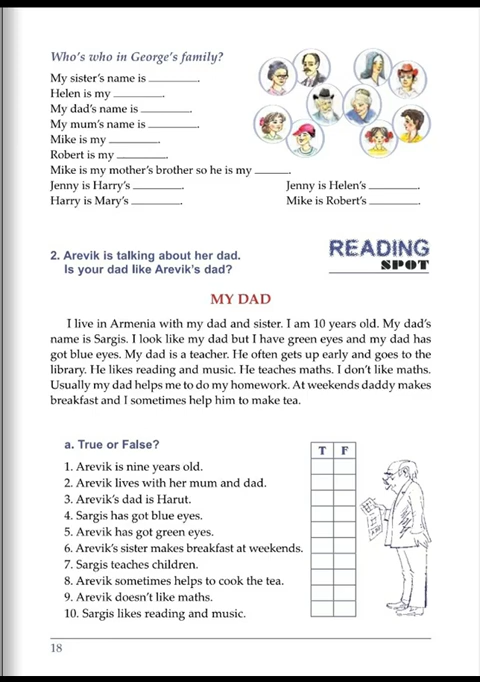 Who's who in George's family?
My sister's name is ________.
Helen is my ________.
My dad's name is ________.
My mum's name is ________.
Mike is my ________.
Robert is my ________.
Mike is my mother's brother so he is my ________.
Jenny is Harry's ________. Jenny is Helen's ________.
Harry is Mary's ________. Mike is Robert's ________.
READING
SPOT
2. Arevik is talking about her dad.
Is your dad like Arevik's dad?
MY DAD
I live in Armenia with my dad and sister. I am 10 years old. My dad's
name is Sargis. I look like my dad but I have green eyes and my dad has
got blue eyes. My dad is a teacher. He often gets up early and goes to the
library. He likes reading and music. He teaches maths. I don't like maths.
Usually my dad helps me to do my homework. At weekends daddy makes
breakfast and I sometimes help him to make tea.
a. True or False?
T F
1. Arevik is nine years old.
2. Arevik lives with her mum and dad.
3. Arevik's dad is Harut.
4. Sargis has got blue eyes.
5. Arevik has got green eyes.
6. Arevik's sister makes breakfast at weekends.
7. Sargis teaches children.
8. Arevik sometimes helps to cook the tea.
9. Arevik doesn't like maths.
10. Sargis likes reading and music.
18